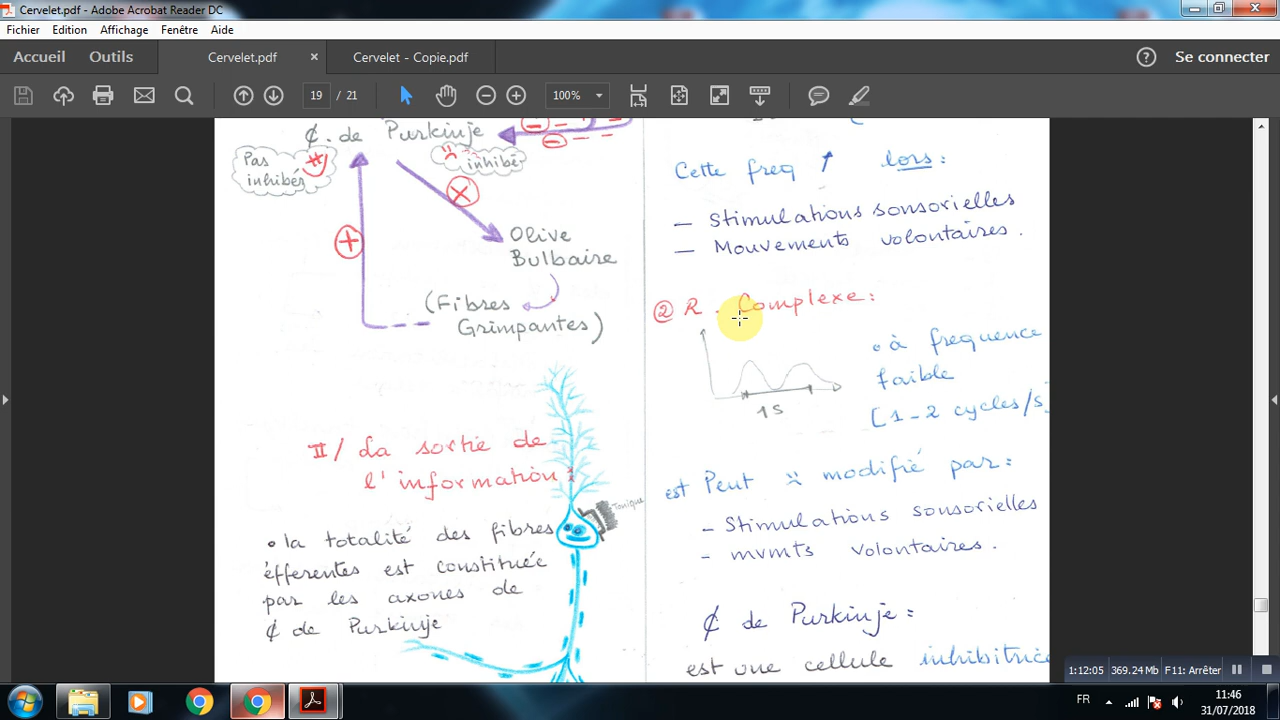 Cervelet.pdf - Adobe Acrobat Reader DC
Fichier Edition Affichage Fenêtre Aide
Accueil Outils Cervelet.pdf × Cervelet - Copie.pdf Se connecter
19 / 21 100%
₵. de Purkinje
Pas
inhibés
inhibé
Olive
Bulbaire
(Fibres
Grimpantes)
II/ La sortie de
l'information :
Tonique
• la totalité des fibres
éfferentes est constituée
par les axones de
₵ de Purkinje
Cette freq ↑ lors :
— Stimulations sonsorielles
— Mouvements volontaires .
② R . Complexe :
1s
• à frequence
faible
[1-2 cycles/s]
est Peut modifié par :
- Stimulations sonsorielles
- mvmts volontaires .
₵ de Purkinje :
est une cellule inhibitrice
1:12:05 369.24 Mb F11: Arrêter
FR 11:46
31/07/2018